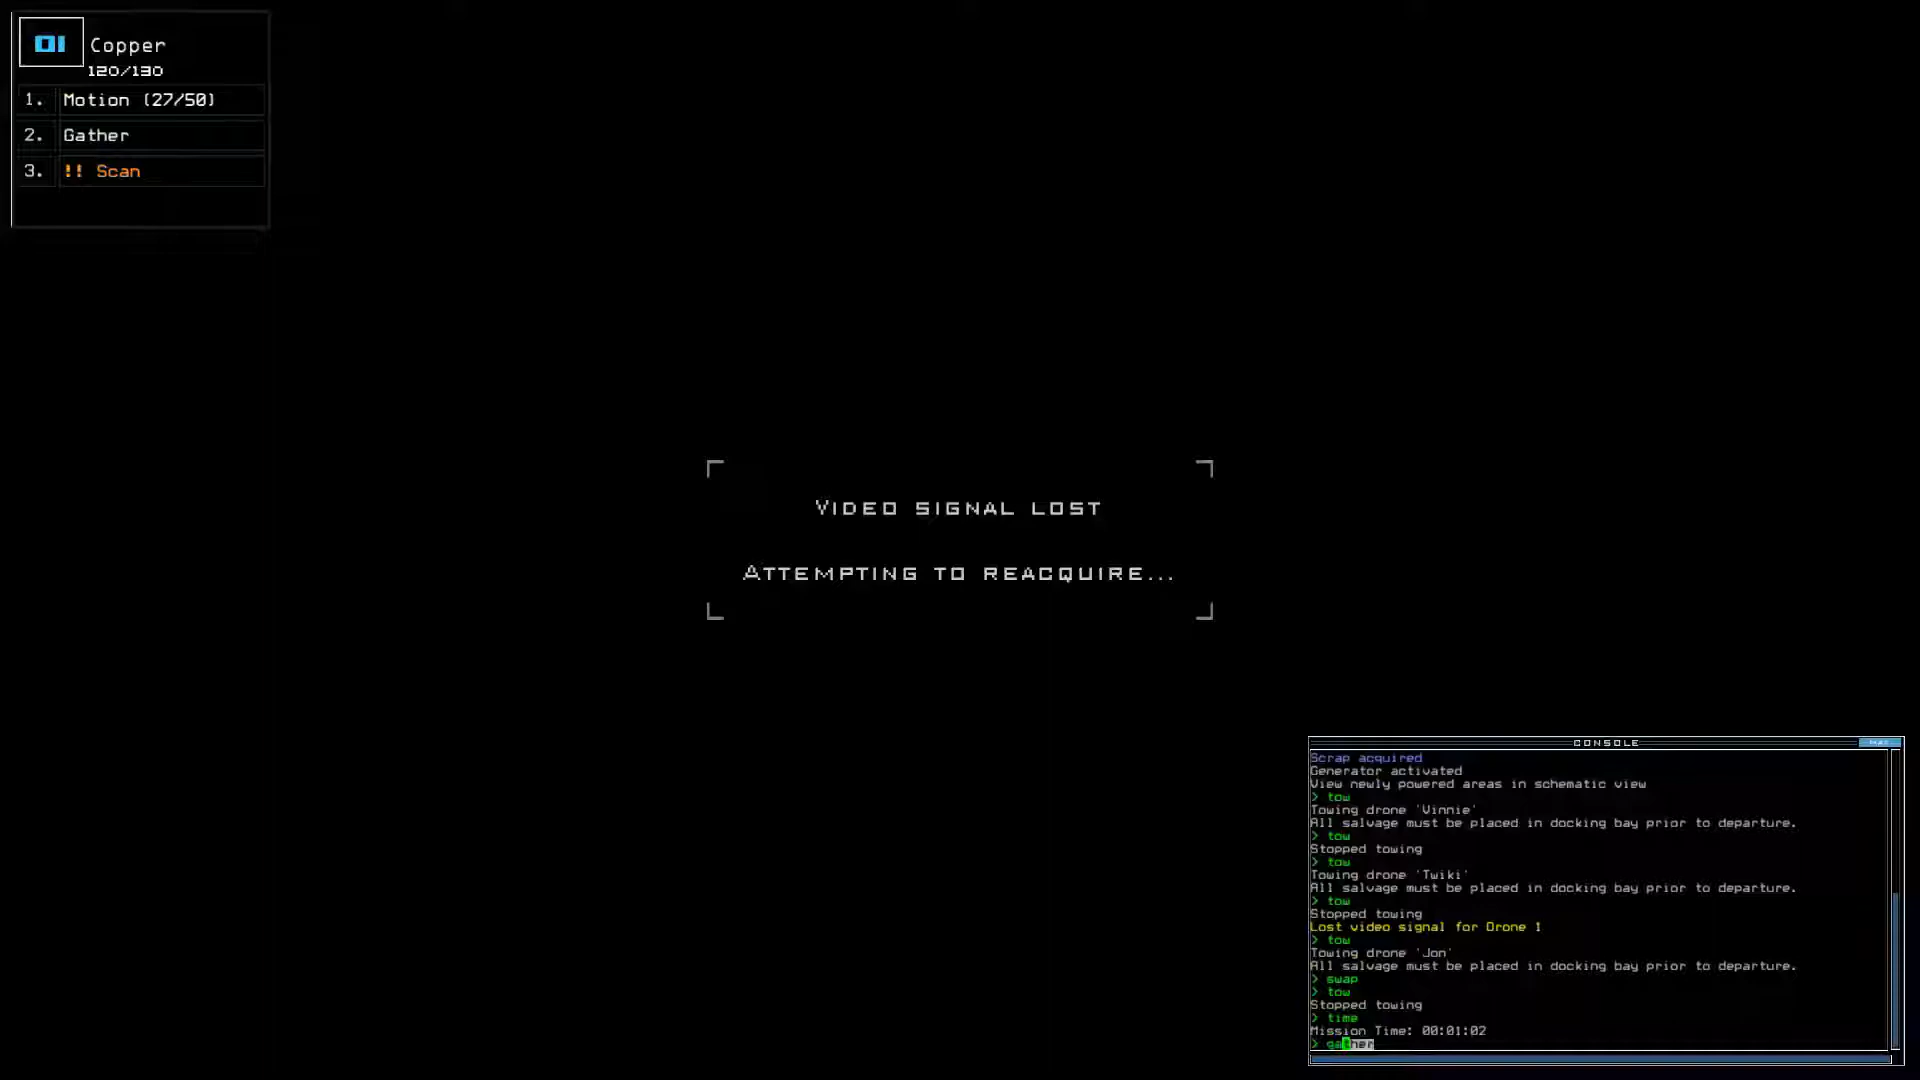 01 Copper
120/130
1. Motion (27/50)
2. Gather
3. !! Scan
VIDEO SIGNAL LOST
ATTEMPTING TO REACQUIRE...
CONSOLE
Scrap acquired
Generator activated
View newly powered areas in schematic view
> tow
Towing drone 'Vinnie'
All salvage must be placed in docking bay prior to departure.
> tow
Stopped towing
> tow
Towing drone 'Twiki'
All salvage must be placed in docking bay prior to departure.
> tow
Stopped towing
Lost video signal for Drone 1
> tow
Towing drone 'Jon'
All salvage must be placed in docking bay prior to departure.
> swap
> tow
Stopped towing
> time
Mission Time: 00:01:02
> gather